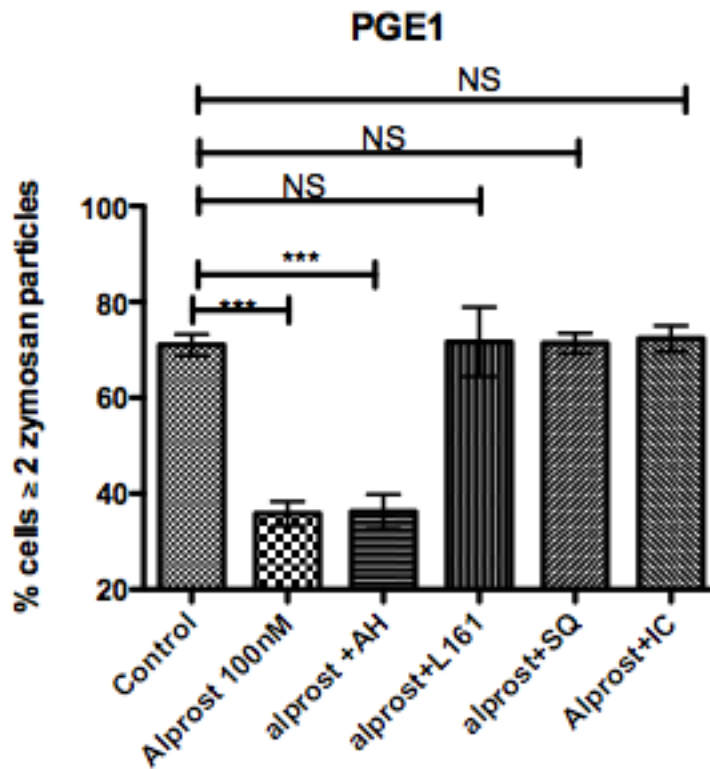 PGE1
NS
NS
NS
***
***
% cells ≥ 2 zymosan particles
100
80
60
40
20
Control
Alprost 100nM
alprost +AH
alprost+L161
alprost+SQ
Alprost+IC